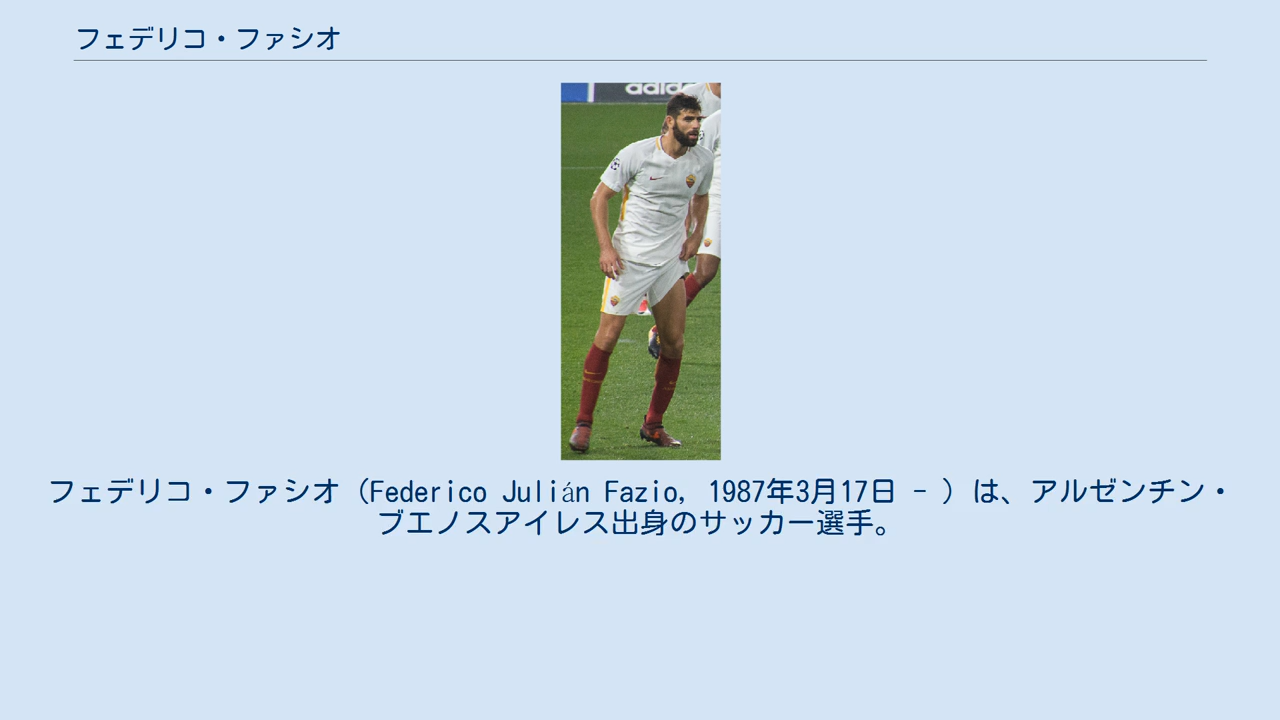 フェデリコ・ファシオ
adidas
フェデリコ・ファシオ（Federico Julián Fazio, 1987年3月17日 - ）は、アルゼンチン・
ブエノスアイレス出身のサッカー選手。